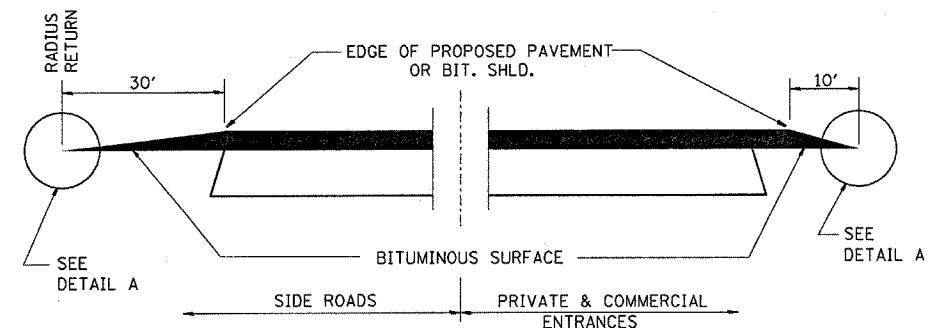 RADIUS
RETURN
30'
EDGE OF PROPOSED PAVEMENT
OR BIT. SHLD.
10'
SEE
DETAIL A
BITUMINOUS SURFACE
SEE
DETAIL A
SIDE ROADS
PRIVATE & COMMERCIAL
ENTRANCES